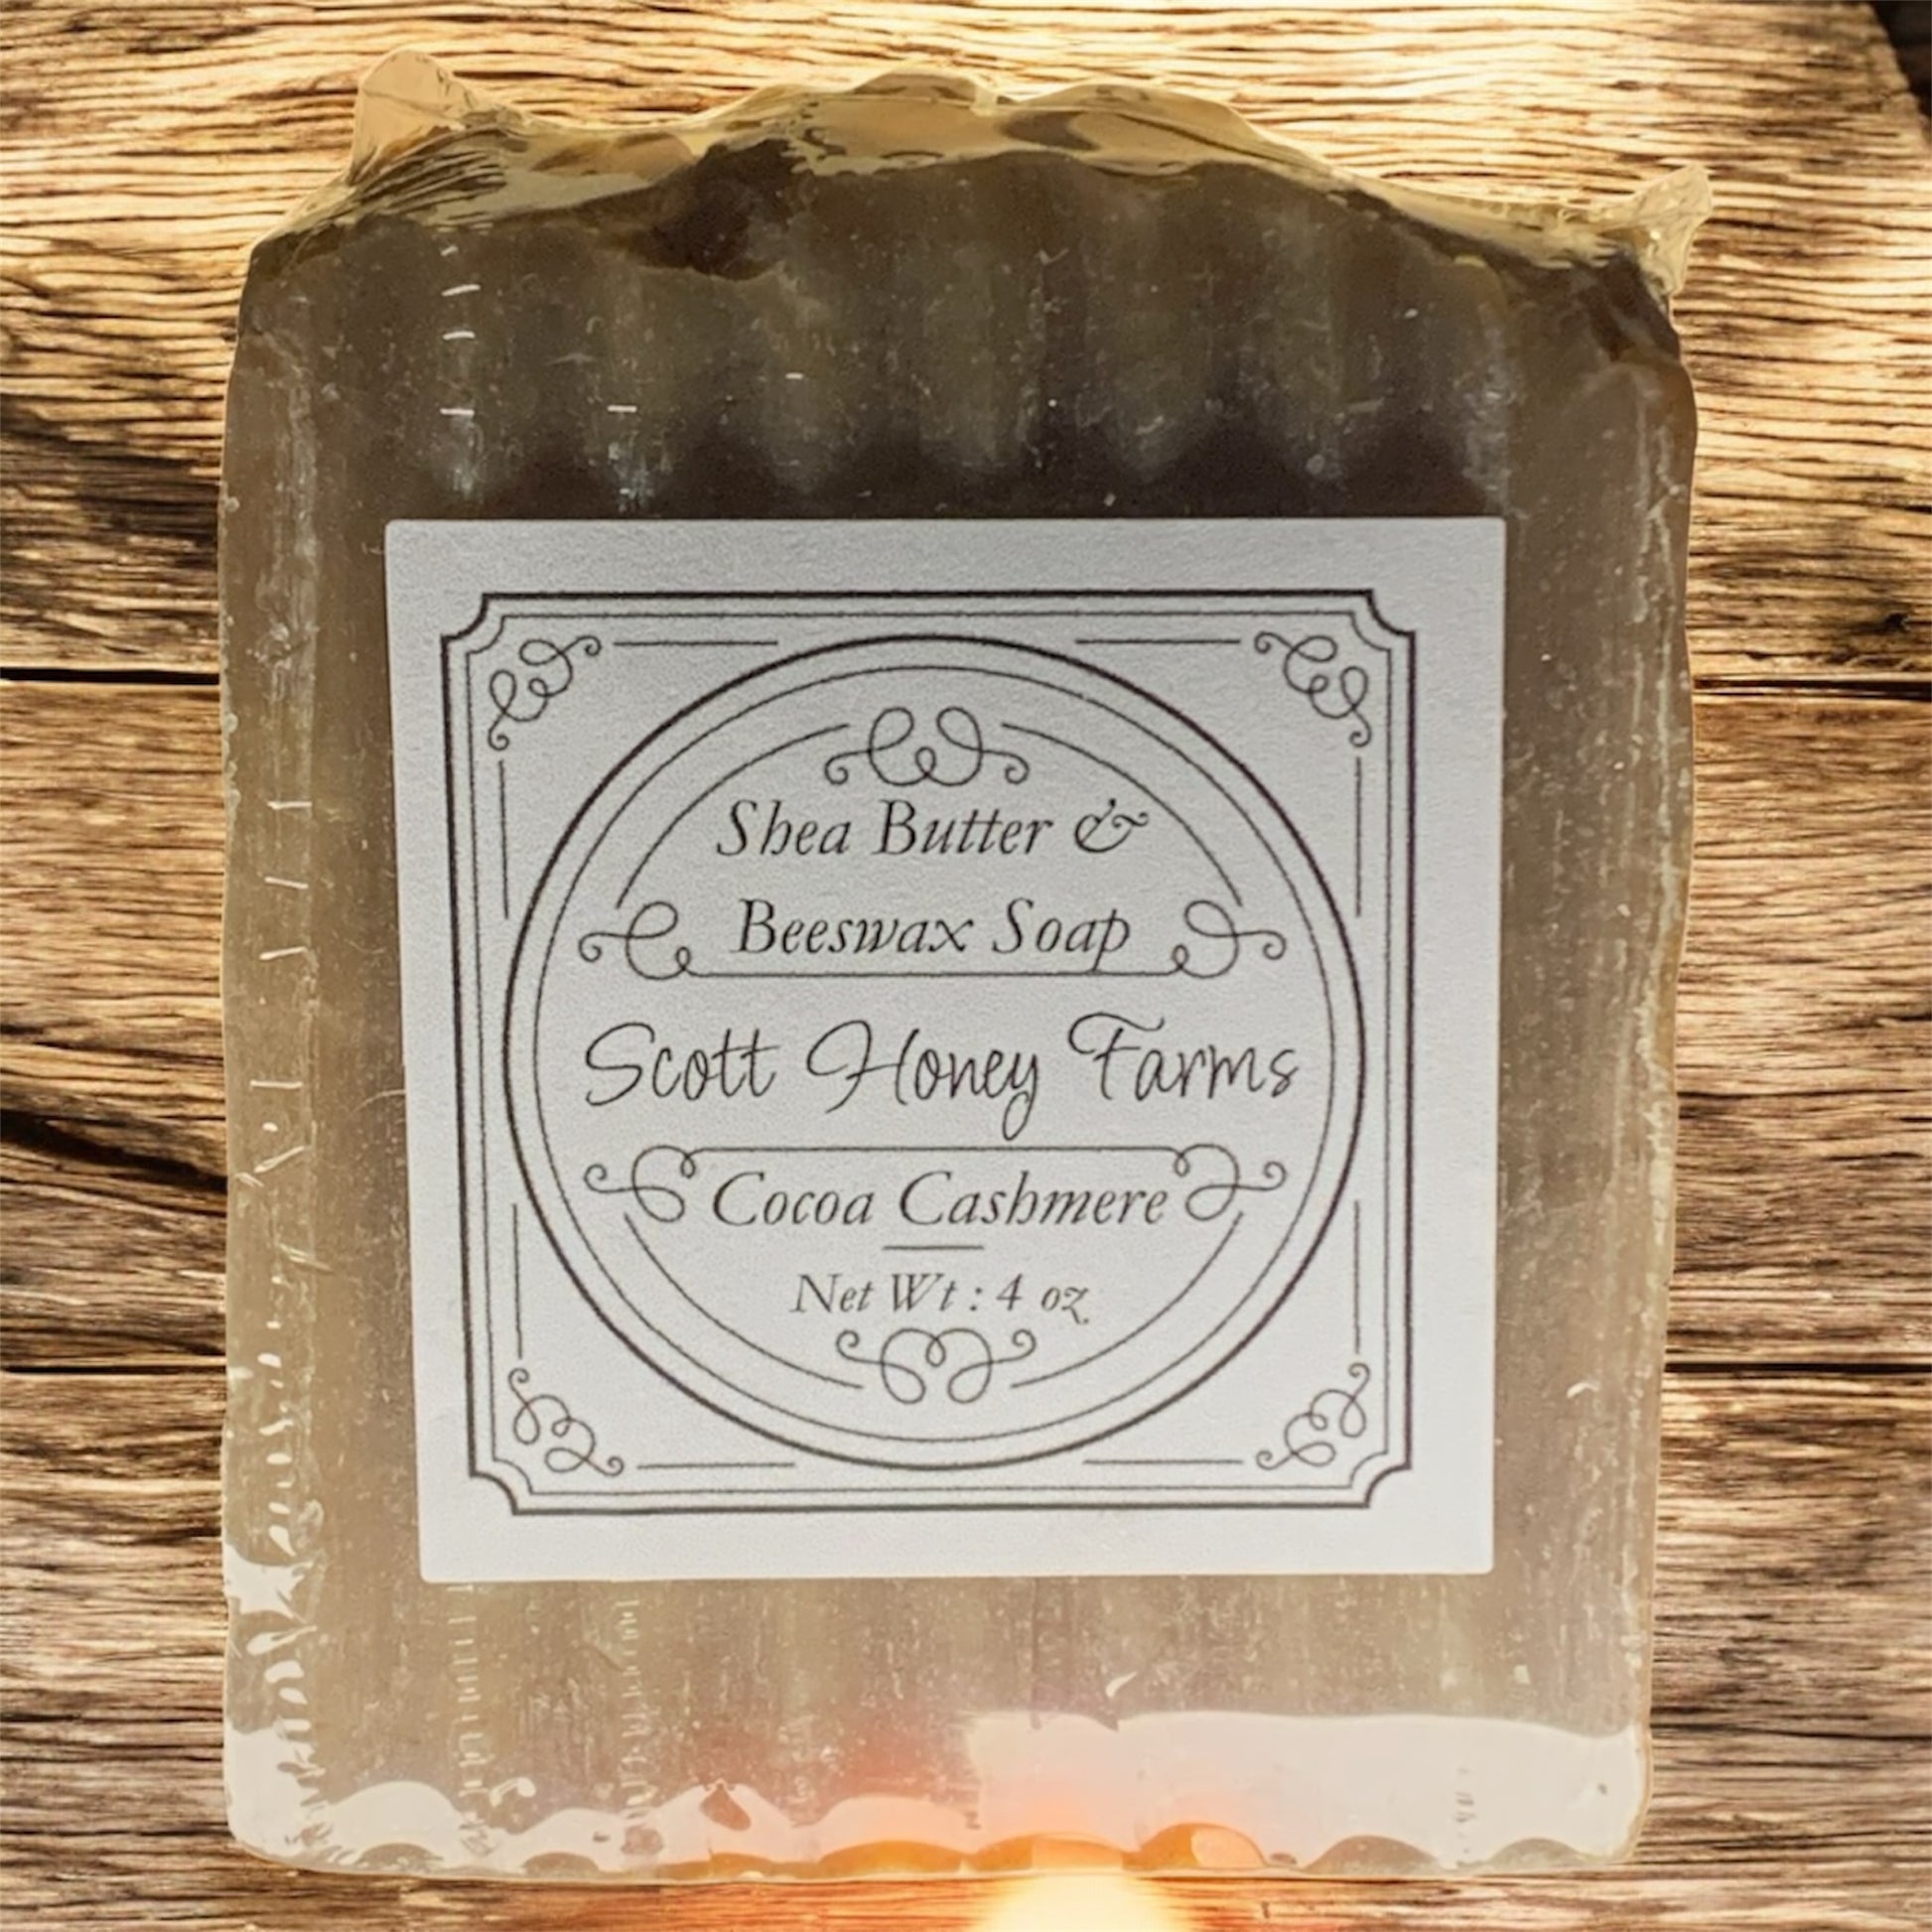 Shea Butter &
Beeswax Soap
Scott Honey Farms
Cocoa Cashmere
Net Wt : 4 oz